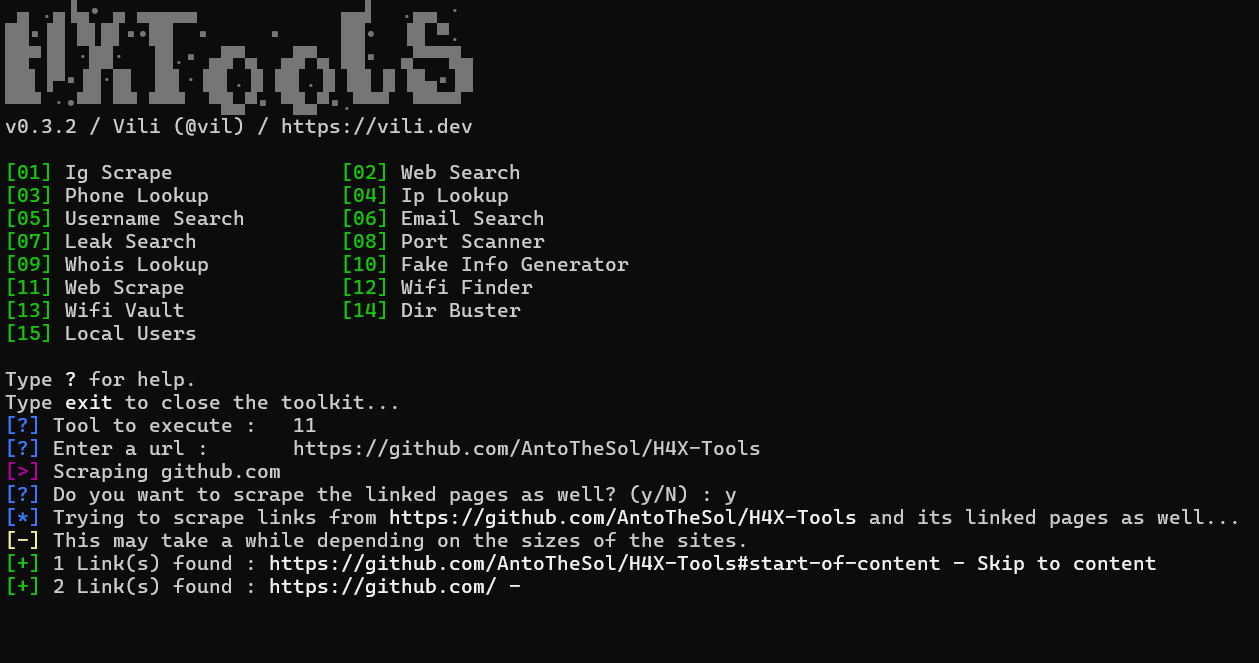 H4XTools
v0.3.2 / Vili (@vil) / https://vili.dev
[01] Ig Scrape [02] Web Search
[03] Phone Lookup [04] Ip Lookup
[05] Username Search [06] Email Search
[07] Leak Search [08] Port Scanner
[09] Whois Lookup [10] Fake Info Generator
[11] Web Scrape [12] Wifi Finder
[13] Wifi Vault [14] Dir Buster
[15] Local Users
Type ? for help.
Type exit to close the toolkit...
[?] Tool to execute : 11
[?] Enter a url : https://github.com/AntoTheSol/H4X-Tools
[>] Scraping github.com
[?] Do you want to scrape the linked pages as well? (y/N) : y
[*] Trying to scrape links from https://github.com/AntoTheSol/H4X-Tools and its linked pages as well...
[-] This may take a while depending on the sizes of the sites.
[+] 1 Link(s) found : https://github.com/AntoTheSol/H4X-Tools#start-of-content - Skip to content
[+] 2 Link(s) found : https://github.com/ -